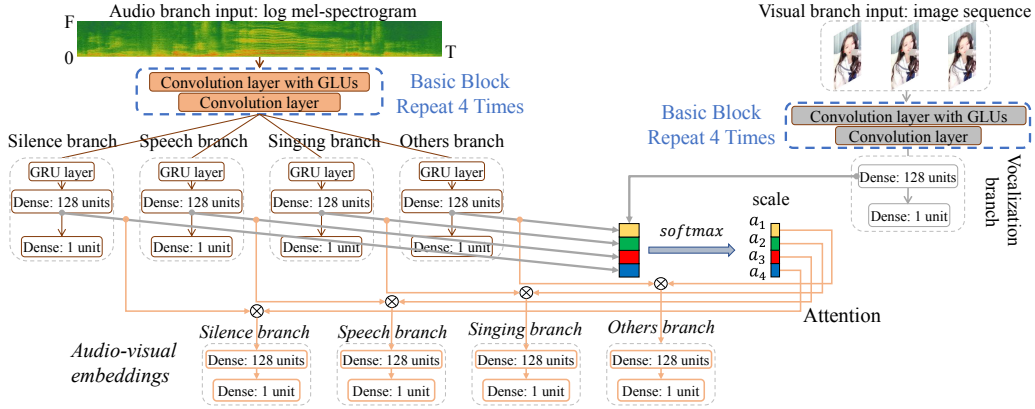 Audio branch input: log mel-spectrogram
F
0
T
Convolution layer with GLUs
Convolution layer
Basic Block
Repeat 4 Times
Visual branch input: image sequence
Basic Block
Repeat 4 Times
Convolution layer with GLUs
Convolution layer
Silence branch
Speech branch
Singing branch
Others branch
GRU layer
GRU layer
GRU layer
GRU layer
Dense: 128 units
Dense: 128 units
Dense: 128 units
Dense: 128 units
Dense: 1 unit
Dense: 1 unit
Dense: 1 unit
Dense: 1 unit
Dense: 128 units
Dense: 1 unit
Vocalization
branch
softmax
scale
a1
a2
a3
a4
Attention
Audio-visual
embeddings
Silence branch
Speech branch
Singing branch
Others branch
Dense: 128 units
Dense: 128 units
Dense: 128 units
Dense: 128 units
Dense: 1 unit
Dense: 1 unit
Dense: 1 unit
Dense: 1 unit